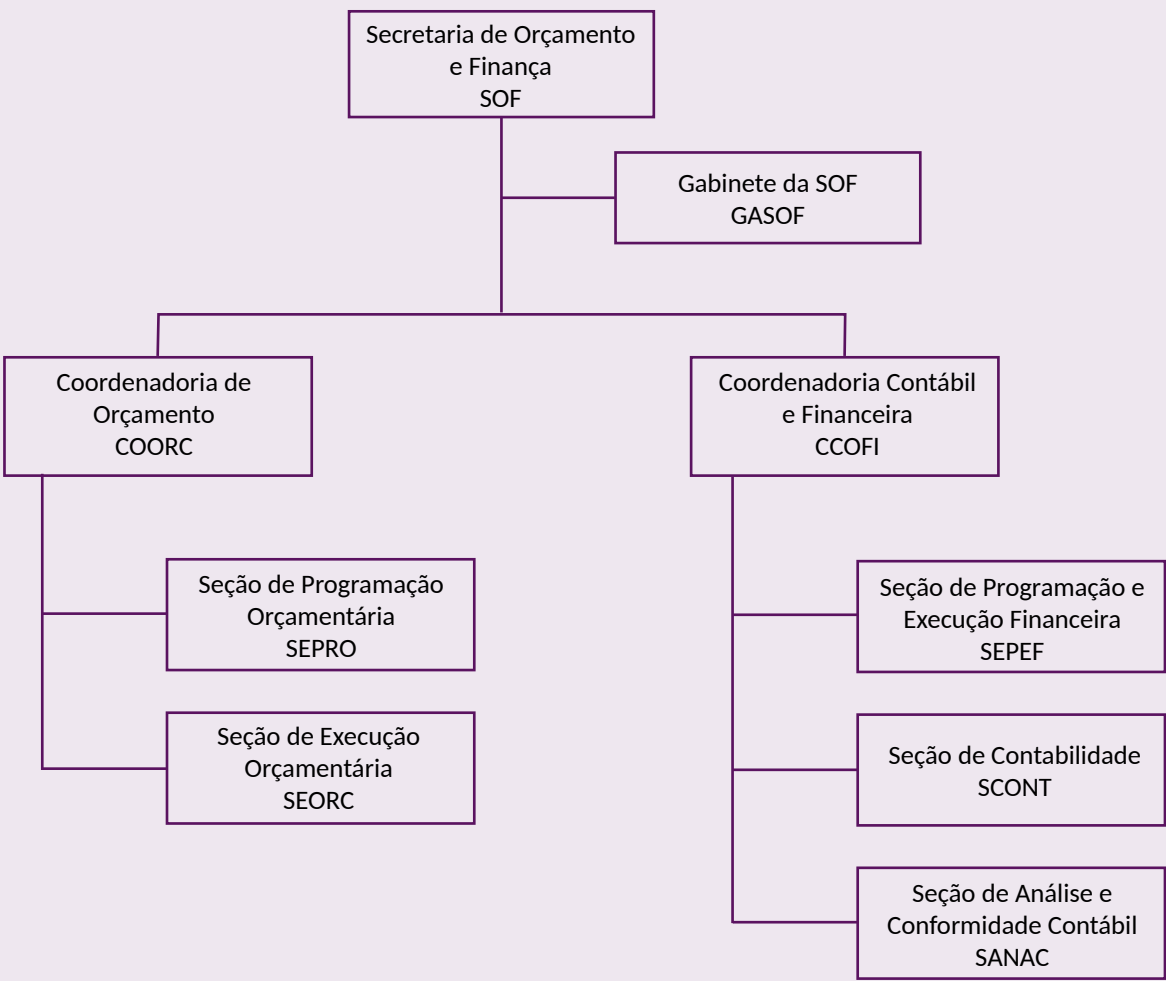 Secretaria de Orçamento
e Finança
SOF
Gabinete da SOF
GASOF
Coordenadoria de
Orçamento
COORC
Coordenadoria Contábil
e Financeira
CCOFI
Seção de Programação
Orçamentária
SEPRO
Seção de Execução
Orçamentária
SEORC
Seção de Programação e
Execução Financeira
SEPEF
Seção de Contabilidade
SCONT
Seção de Análise e
Conformidade Contábil
SANAC